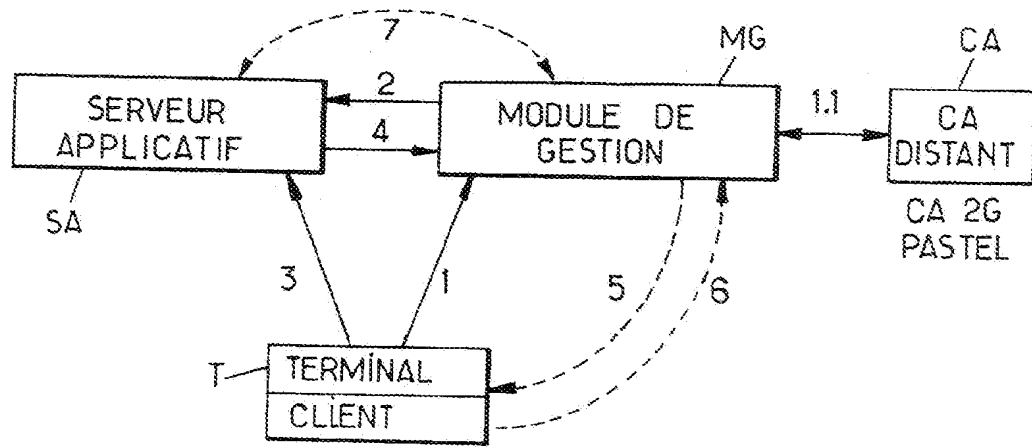 7
MG
CA
2
SERVEUR
APPLICATIF
4
MODULE DE
GESTION
1.1
CA
DISTANT
SA
CA 2G
PASTEL
3
1
5
6
T
TERMINAL
CLIENT